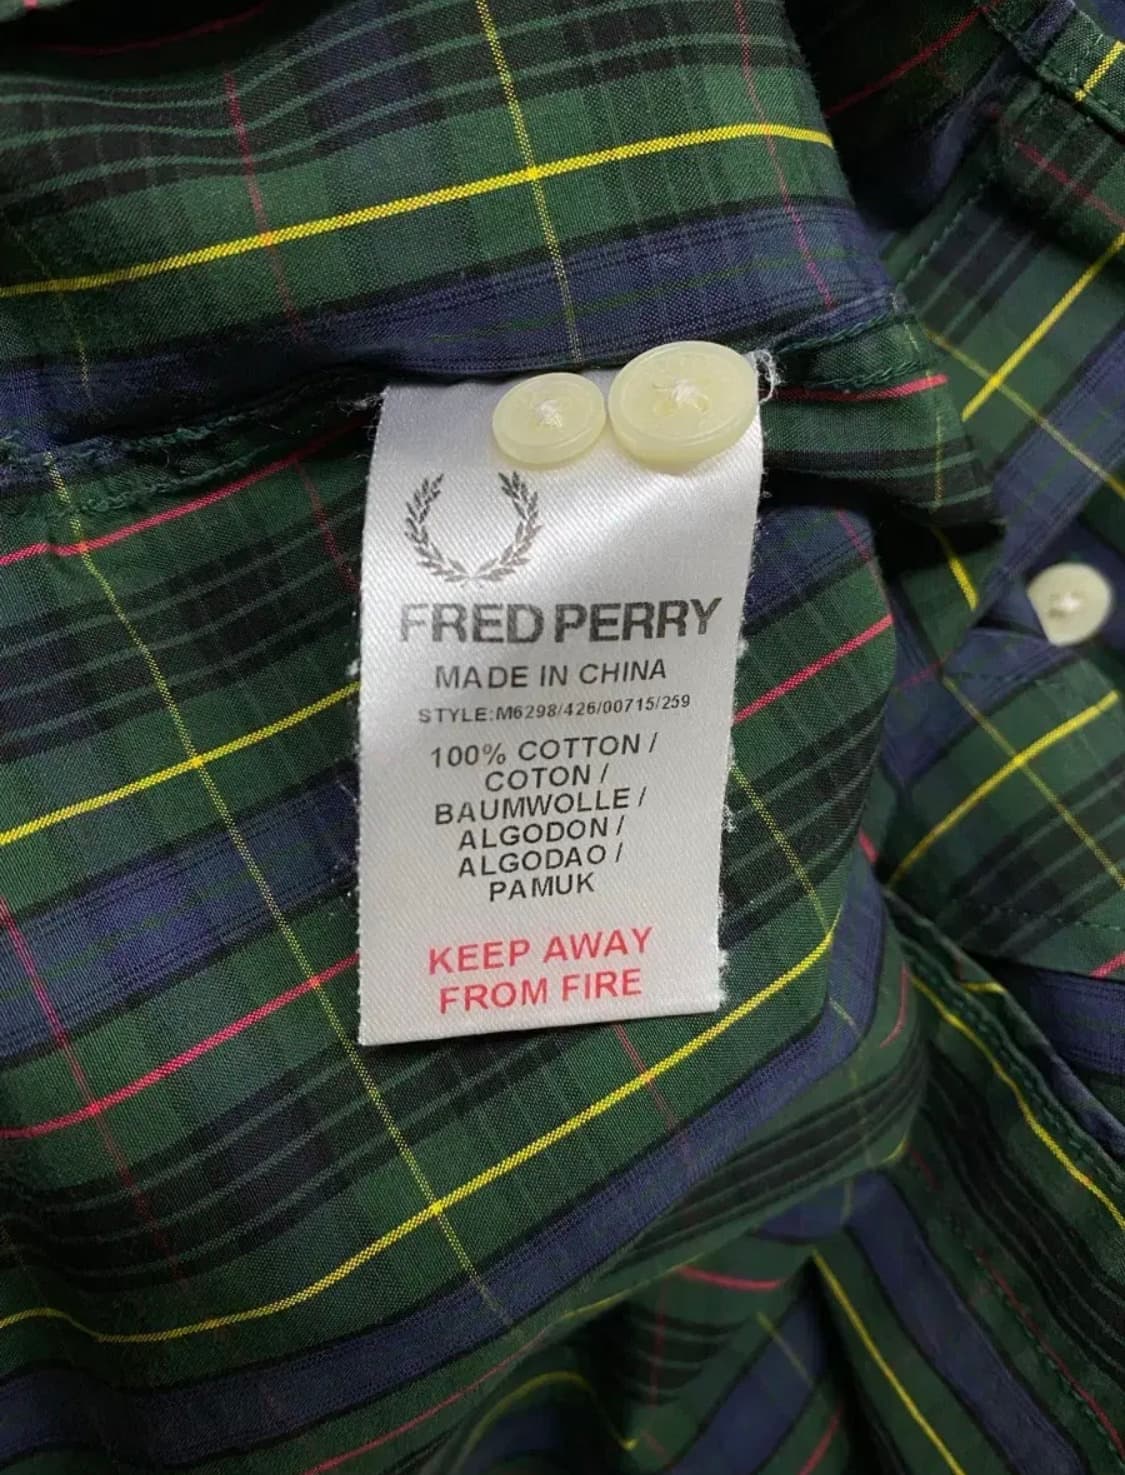 FRED PERRY
MADE IN CHINA
STYLE:M6298/426/00715/259
100% COTTON /
COTON /
BAUMWOLLE /
ALGODON /
ALGODAO /
PAMUK
KEEP AWAY
FROM FIRE